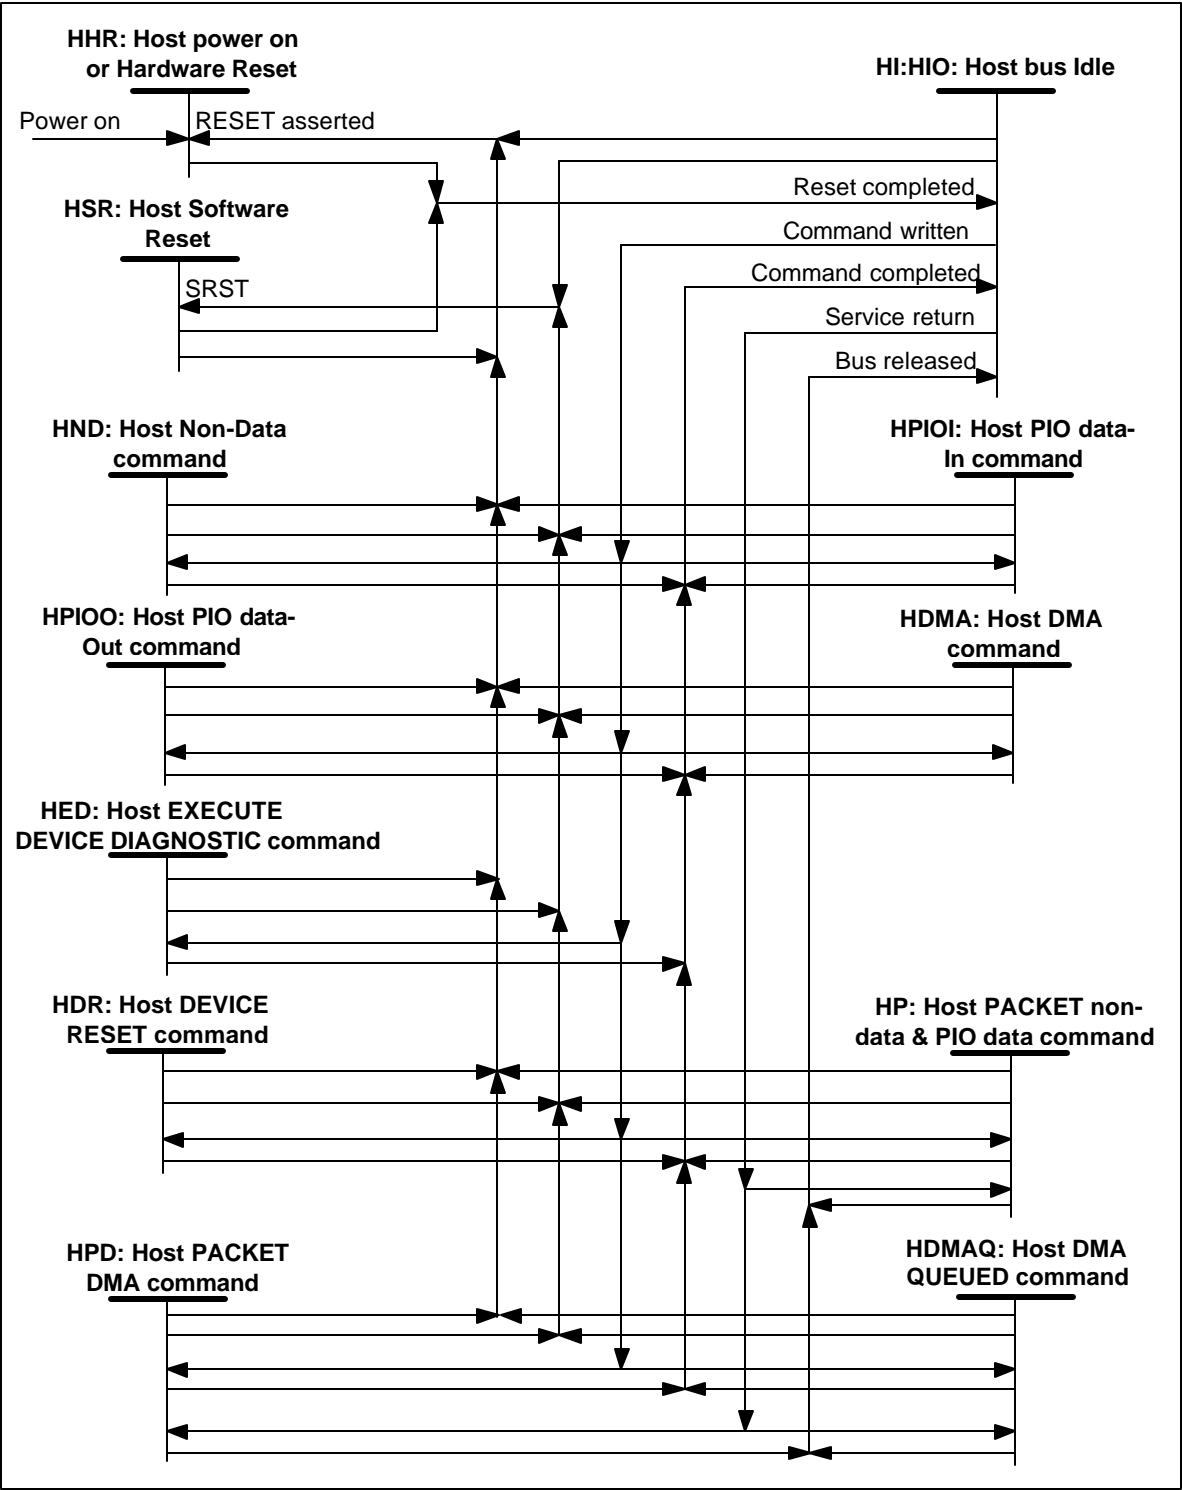 HHR: Host power on
or Hardware Reset
HI:HIO: Host bus Idle
Power on
RESET asserted
Reset completed
HSR: Host Software
Reset
Command written
Command completed
SRST
Service return
Bus released
HND: Host Non-Data
command
HPIOI: Host PIO data-
In command
HPIOO: Host PIO data-
Out command
HDMA: Host DMA
command
HED: Host EXECUTE
DEVICE DIAGNOSTIC command
HDR: Host DEVICE
RESET command
HP: Host PACKET non-
data & PIO data command
HPD: Host PACKET
DMA command
HDMAQ: Host DMA
QUEUED command